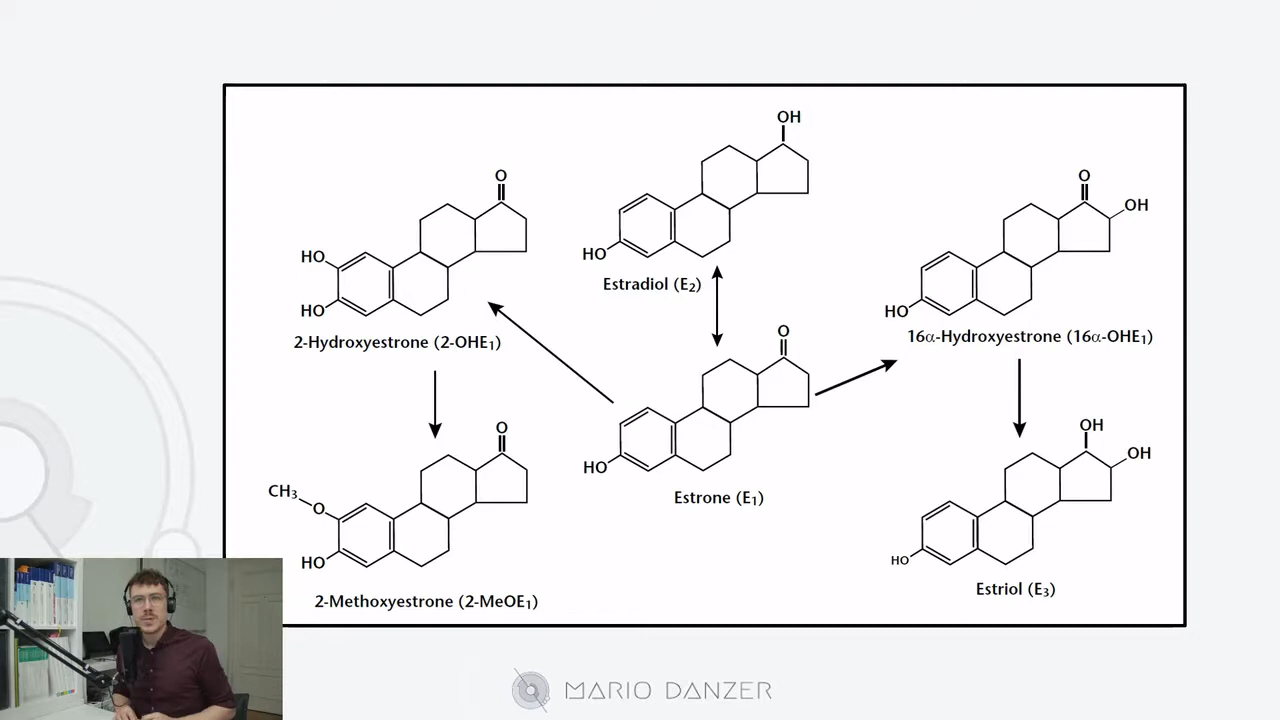 OH
HO
Estradiol (E₂)
O
HO
HO
2-Hydroxyestrone (2-OHE₁)
O
OH
HO
16α-Hydroxyestrone (16α-OHE₁)
O
HO
Estrone (E₁)
O
CH₃
O
HO
2-Methoxyestrone (2-MeOE₁)
OH
OH
HO
Estriol (E₃)
MARIO DANZER